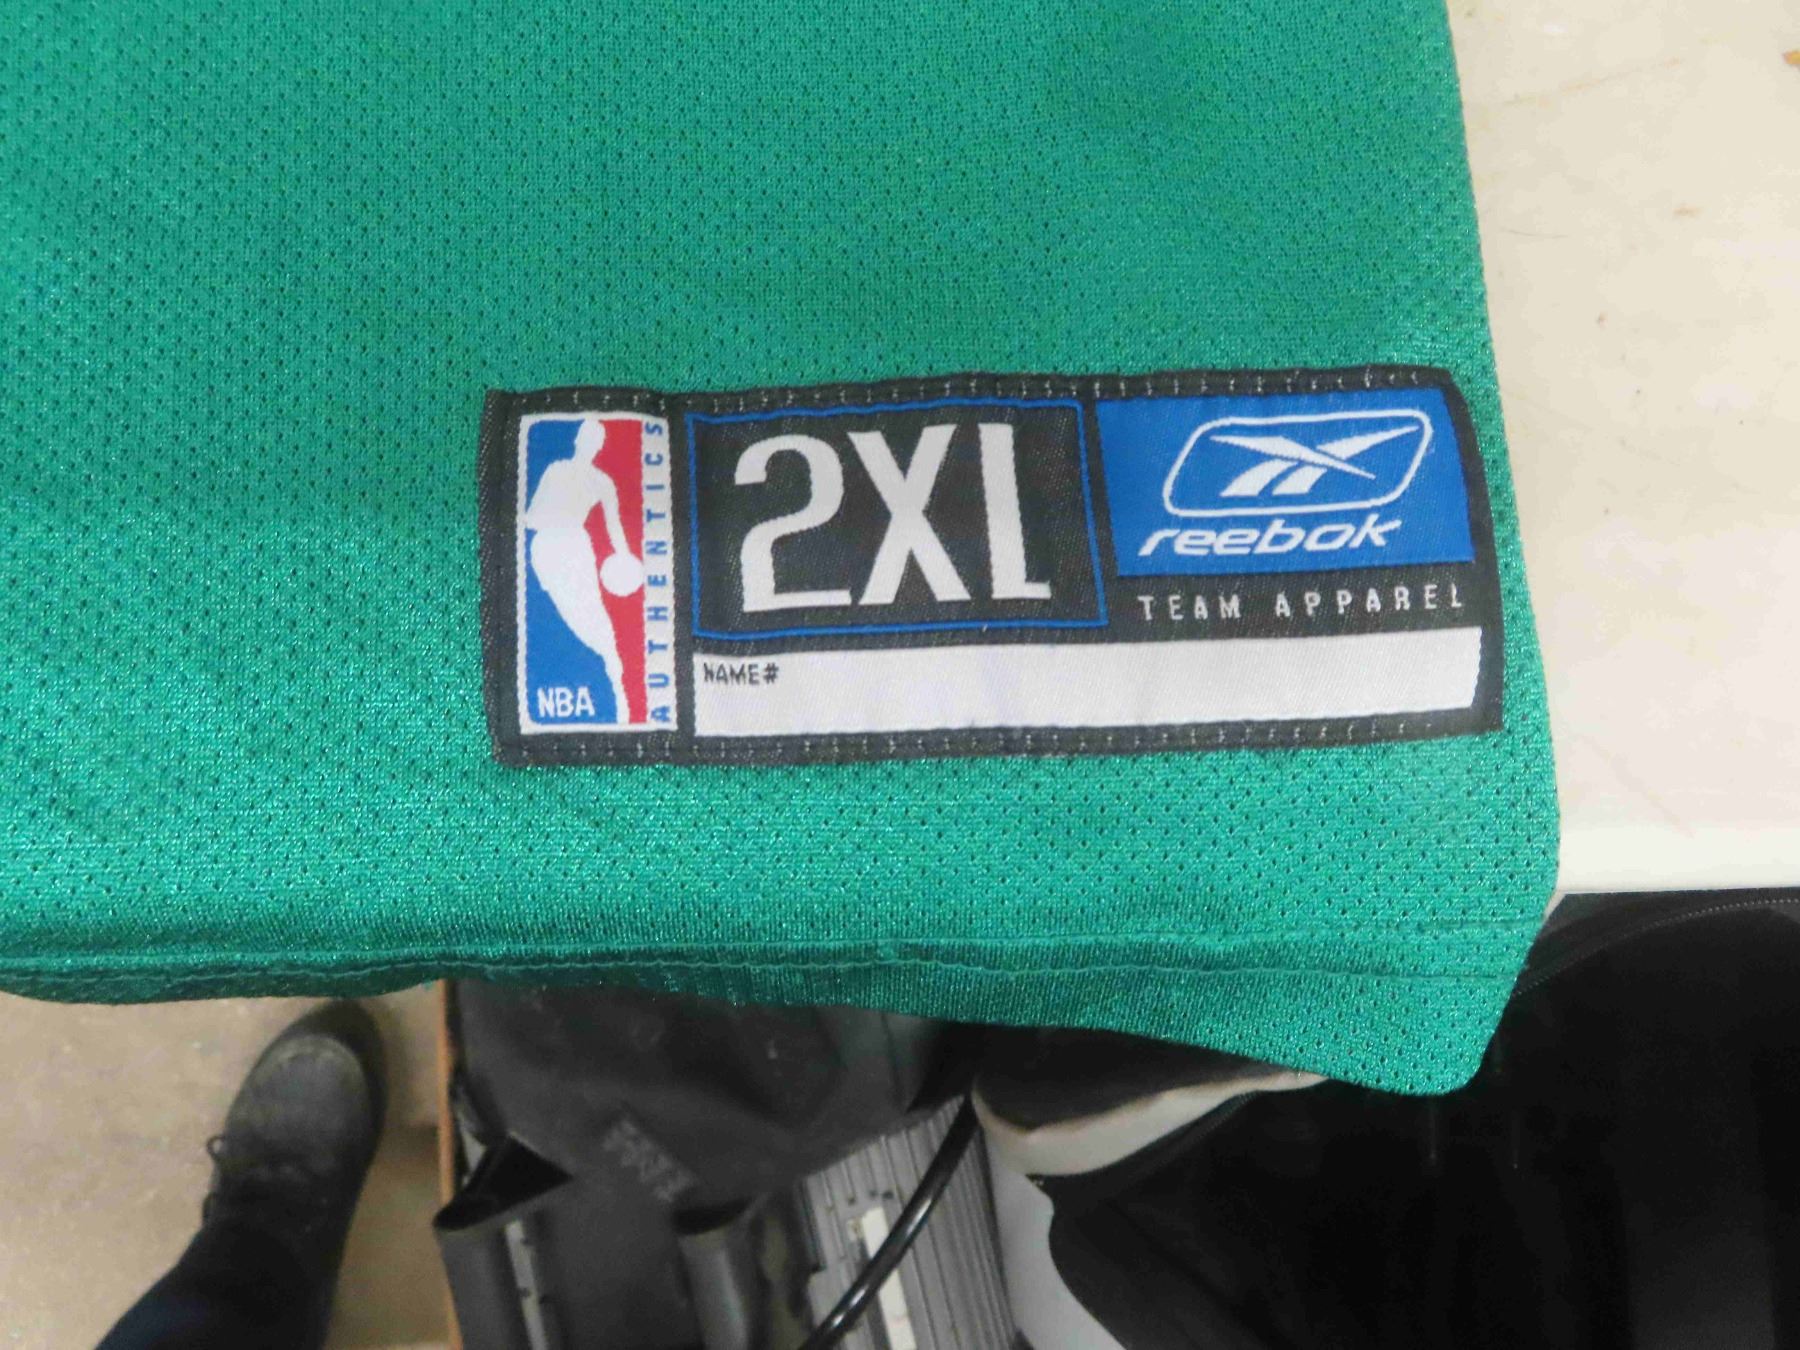 NBA
AUTHENTICS
2XL
reebok
TEAM APPAREL
NAME#